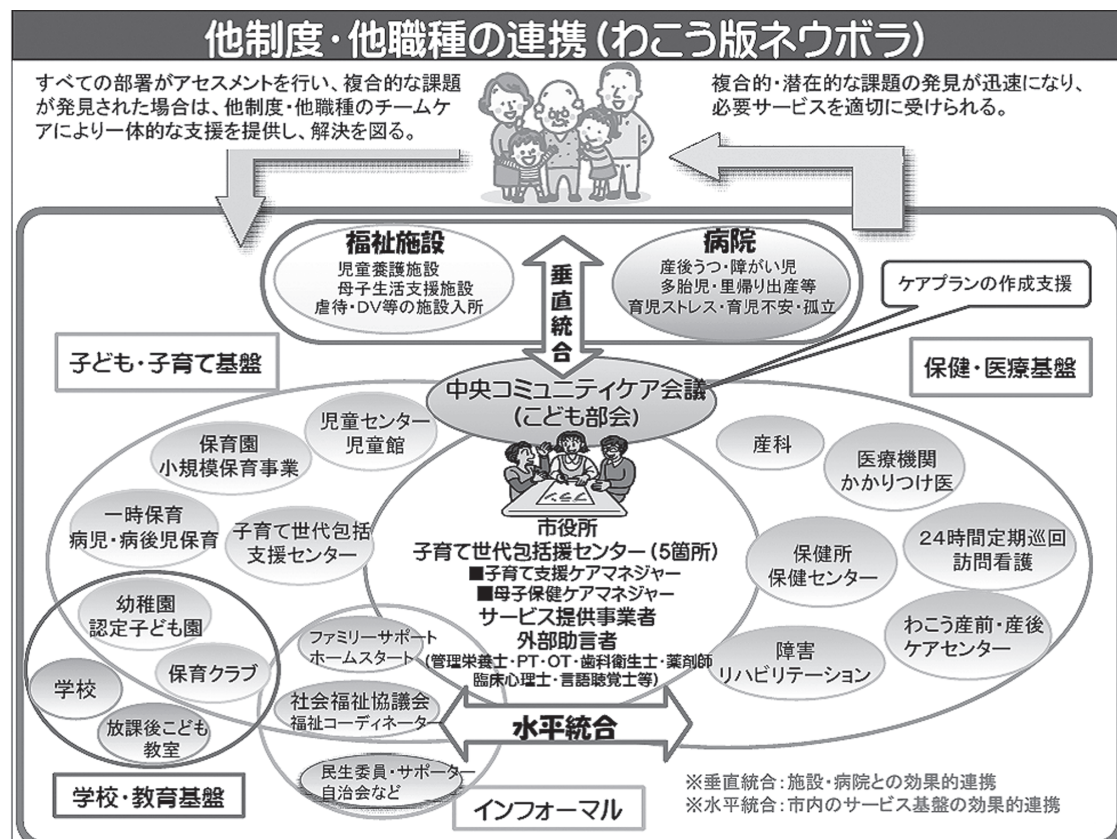 他制度・他職種の連携(わこう版ネウボラ)
すべての部署がアセスメントを行い、複合的な課題
が発見された場合は、他制度・他職種のチームケ
アにより一体的な支援を提供し、解決を図る。
複合的・潜在的な課題の発見が迅速になり、
必要サービスを適切に受けられる。
福祉施設
児童養護施設
母子生活支援施設
虐待・DV等の施設入所
垂直統合
病院
産後うつ・障がい児
多胎児・里帰り出産等
育児ストレス・育児不安・孤立
ケアプランの作成支援
子ども・子育て基盤
保健・医療基盤
中央コミュニティケア会議
(こども部会)
児童センター
児童館
保育園
小規模保育事業
一時保育
病児・病後児保育
子育て世代包括
支援センター
プラン
市役所
子育て世代包括援センター(5箇所)
■子育て支援ケアマネジャー
■母子保健ケアマネジャー
サービス提供事業者
外部助言者
(管理栄養士・PT・OT・歯科衛生士・薬剤師
臨床心理士・言語聴覚士等)
産科
医療機関
かかりつけ医
保健所
保健センター
24時間定期巡回
訪問看護
障害
リハビリテーション
わこう産前・産後
ケアセンター
幼稚園
認定子ども園
保育クラブ
学校
放課後こども
教室
学校・教育基盤
ファミリーサポート
ホームスタート
社会福祉協議会
福祉コーディネーター
民生委員・サポーター
自治会など
インフォーマル
水平統合
※垂直統合:施設・病院との効果的連携
※水平統合:市内のサービス基盤の効果的連携